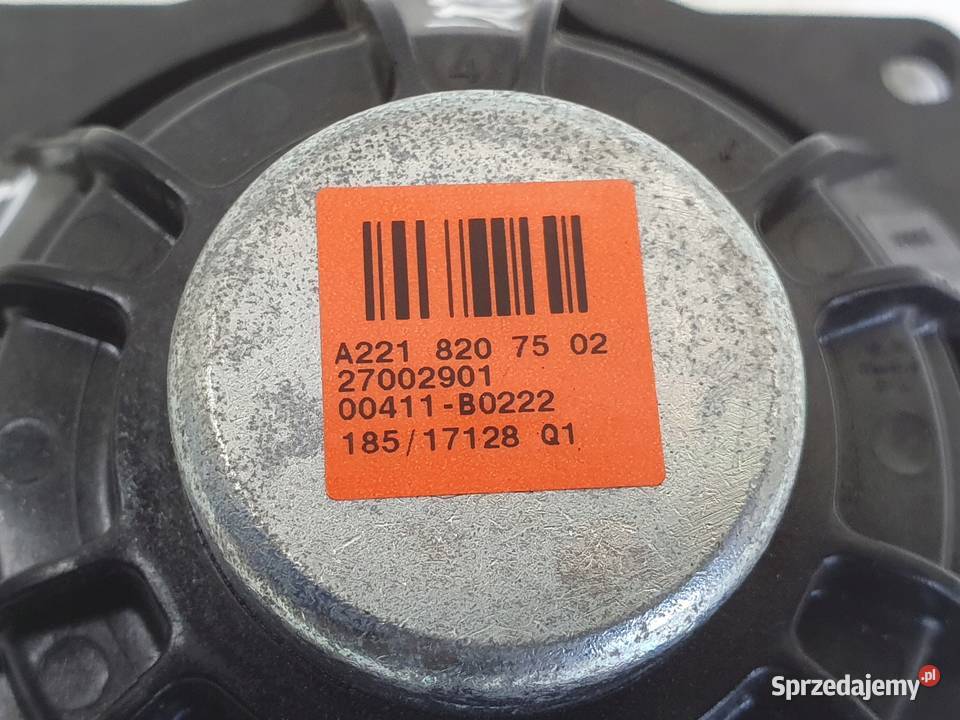 A221 820 75 02
27002901
00411-B0222
185/17128 Q1
Sprzedajemy.pl